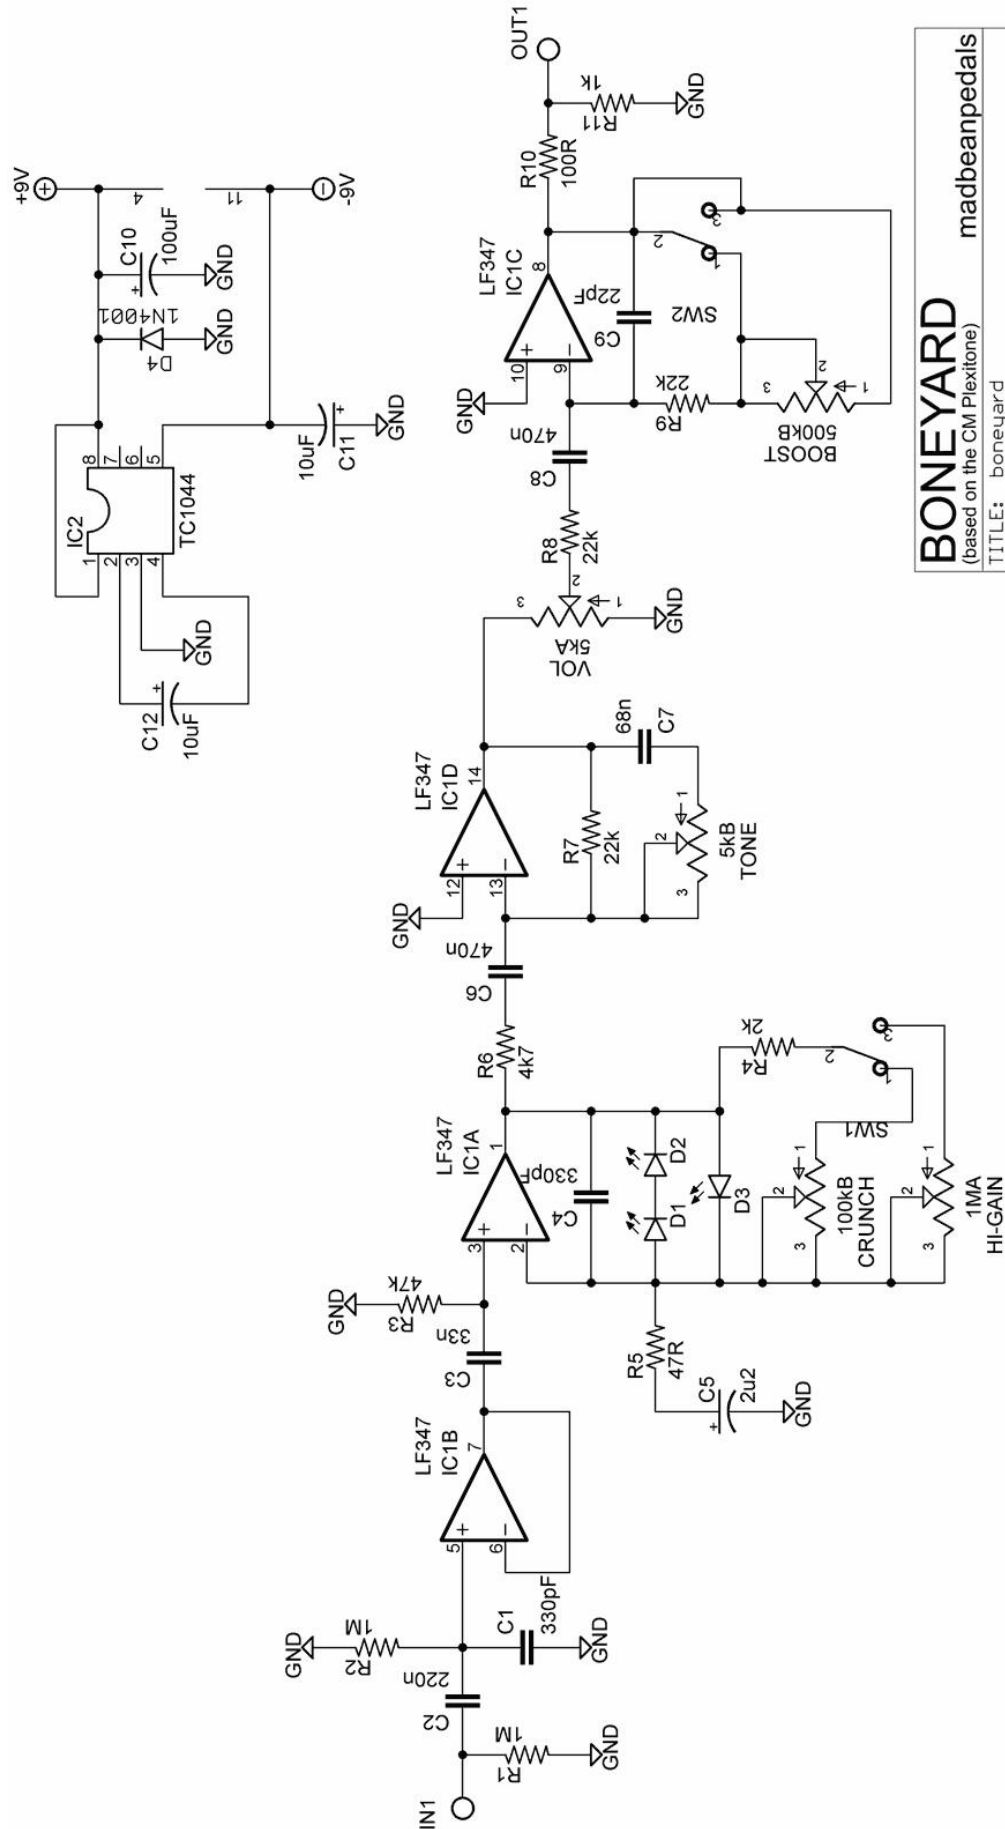 IN1
R1
1M
GND
C2
220n
R2
1M
GND
C1
330pF
GND
5
6
+
−
7
LF347
IC1B
C3
33n
R3
47k
GND
3
2
+
−
1
LF347
IC1A
C4
330pF
D1
D2
D3
R5
47R
C5
+
2u2
GND
R4
2k
SW1
1
2
3
100kB
CRUNCH
1
2
3
1MA
HI-GAIN
1
2
3
R6
4k7
C6
470n
GND
12
13
+
−
14
LF347
IC1D
R7
22k
68n
C7
5kB
TONE
1
2
3
VOL
5kA
1
2
3
GND
R8
22k
C8
470n
GND
10
9
+
−
8
LF347
IC1C
C9
22pF
R9
22k
SW2
1
2
3
BOOST
500kB
1
2
3
R10
100R
R11
1k
GND
OUT1
C12
10uF
+
GND
IC2
TC1044
1
2
3
4
8
7
6
5
10uF
C11
+
GND
D4
1N4001
GND
C10
100uF
+
GND
+9V
+
4
11
-9V
−
BONEYARD
(based on the CM Plexitone)
madbeanpedals
TITLE: boneyard